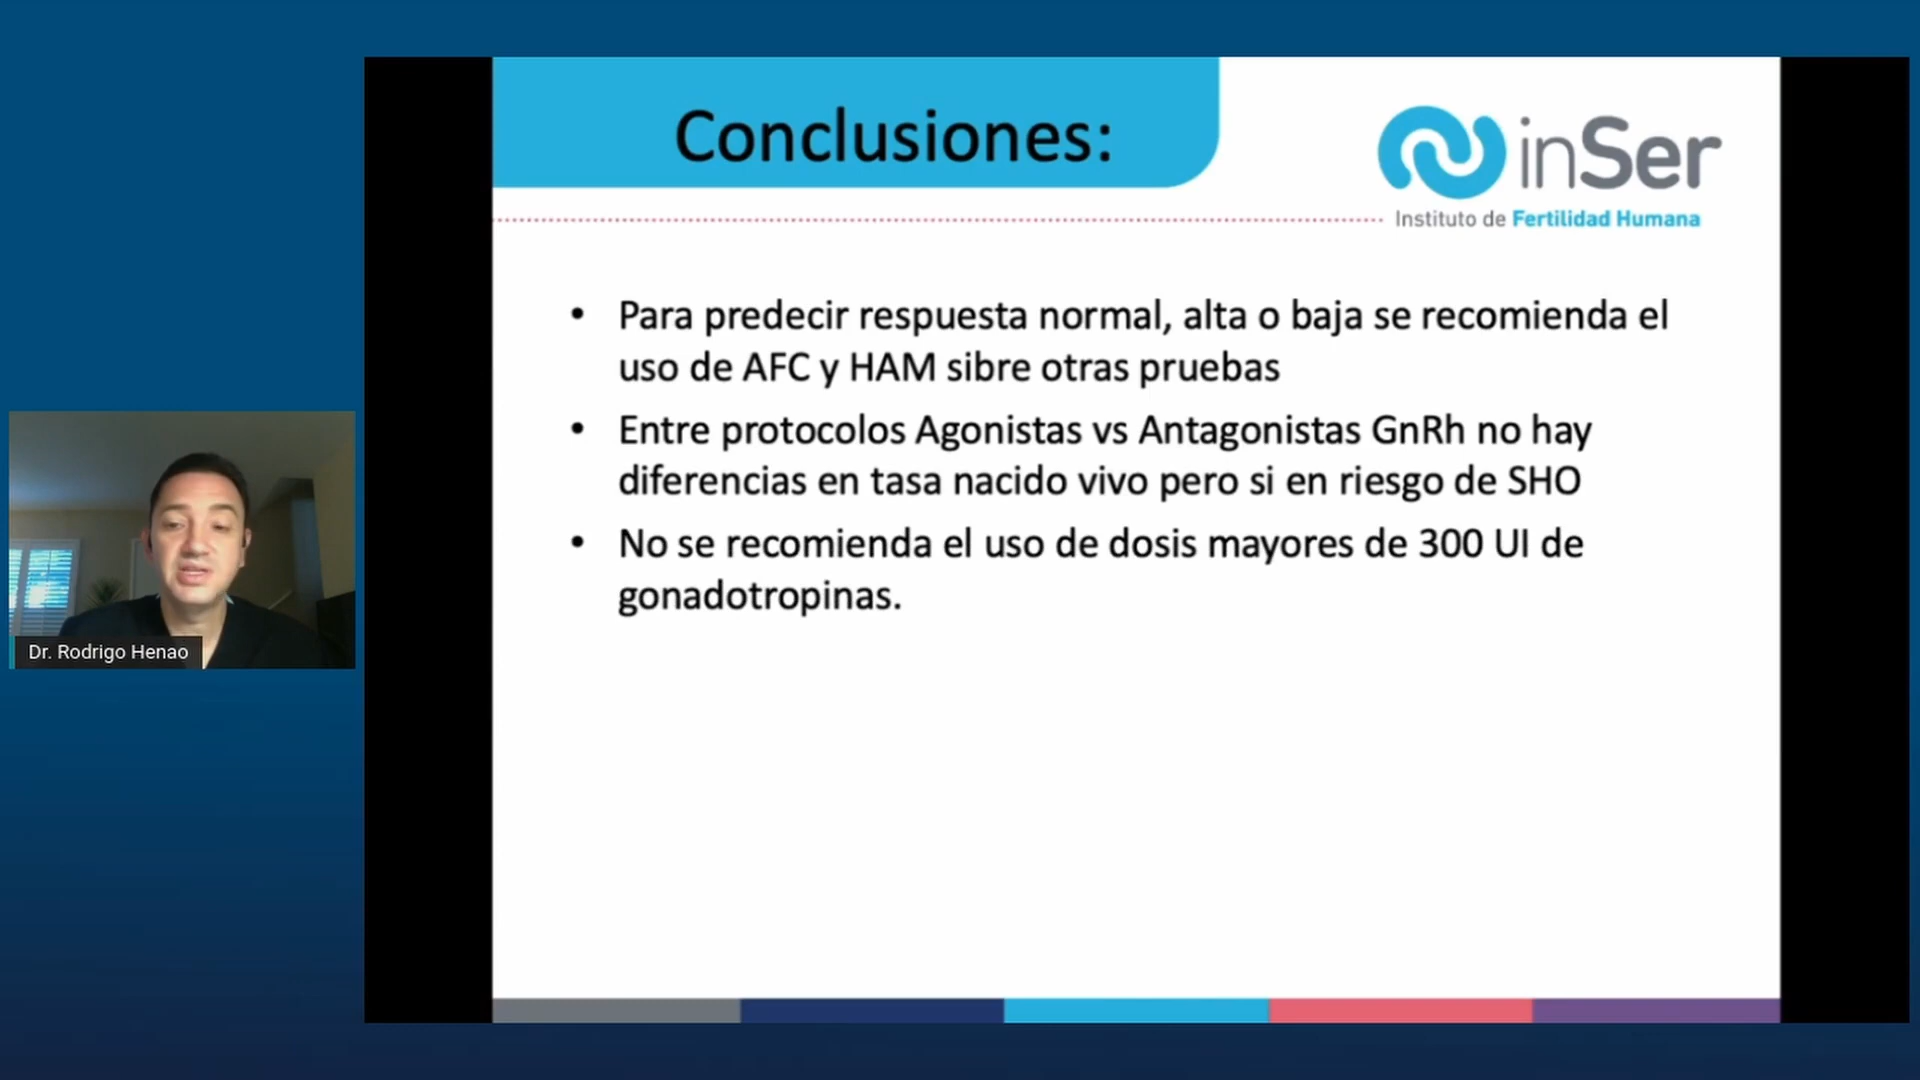 Conclusiones:
inSer
Instituto de Fertilidad Humana
• Para predecir respuesta normal, alta o baja se recomienda el
uso de AFC y HAM sibre otras pruebas
• Entre protocolos Agonistas vs Antagonistas GnRh no hay
diferencias en tasa nacido vivo pero si en riesgo de SHO
• No se recomienda el uso de dosis mayores de 300 UI de
gonadotropinas.
Dr. Rodrigo Henao